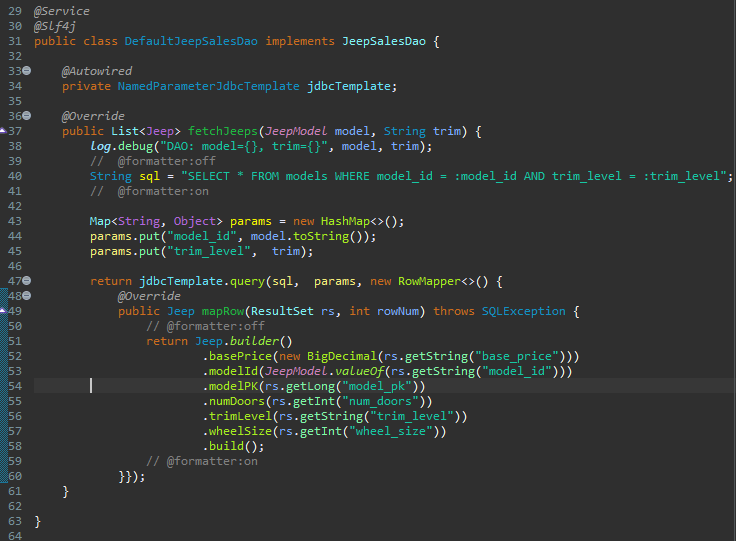 29 @Service
30 @Slf4j
31 public class DefaultJeepSalesDao implements JeepSalesDao {
32
33 @Autowired
34 private NamedParameterJdbcTemplate jdbcTemplate;
35
36 @Override
37 public List<Jeep> fetchJeeps(JeepModel model, String trim) {
38 log.debug("DAO: model={}, trim={}", model, trim);
39 //  @formatter:off
40 String sql = "SELECT * FROM models WHERE model_id = :model_id AND trim_level = :trim_level";
41 //  @formatter:on
42
43 Map<String, Object> params = new HashMap<>();
44 params.put("model_id", model.toString());
45 params.put("trim_level",  trim);
46
47 return jdbcTemplate.query(sql,  params, new RowMapper<>() {
48 @Override
49 public Jeep mapRow(ResultSet rs, int rowNum) throws SQLException {
50 // @formatter:off
51 return Jeep.builder()
52 .basePrice(new BigDecimal(rs.getString("base_price")))
53 .modelId(JeepModel.valueOf(rs.getString("model_id")))
54 .modelPK(rs.getLong("model_pk"))
55 .numDoors(rs.getInt("num_doors"))
56 .trimLevel(rs.getString("trim_level"))
57 .wheelSize(rs.getInt("wheel_size"))
58 .build();
59 // @formatter:on
60 }});
61 }
62
63 }
64